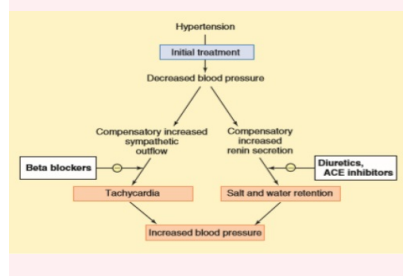 Hypertension
Initial treatment
Decreased blood pressure
Compensatory increased
sympathetic
outflow
Compensatory
increased
renin secretion
Beta blockers
Diuretics,
ACE inhibitors
Tachycardia
Salt and water retention
Increased blood pressure